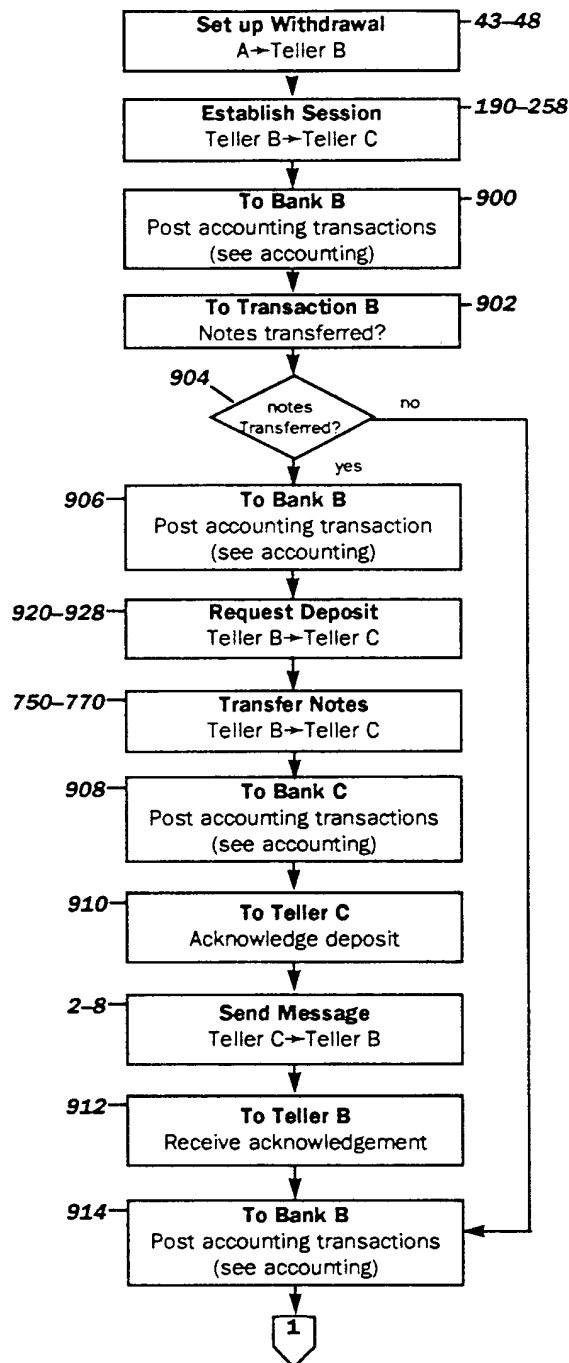 Set up Withdrawal
A→Teller B
43–48
Establish Session
Teller B→Teller C
190–258
To Bank B
Post accounting transactions
(see accounting)
900
To Transaction B
Notes transferred?
902
904
notes
Transferred?
no
yes
906
To Bank B
Post accounting transaction
(see accounting)
920–928
Request Deposit
Teller B→Teller C
750–770
Transfer Notes
Teller B→Teller C
908
To Bank C
Post accounting transactions
(see accounting)
910
To Teller C
Acknowledge deposit
2–8
Send Message
Teller C→Teller B
912
To Teller B
Receive acknowledgement
914
To Bank B
Post accounting transactions
(see accounting)
1